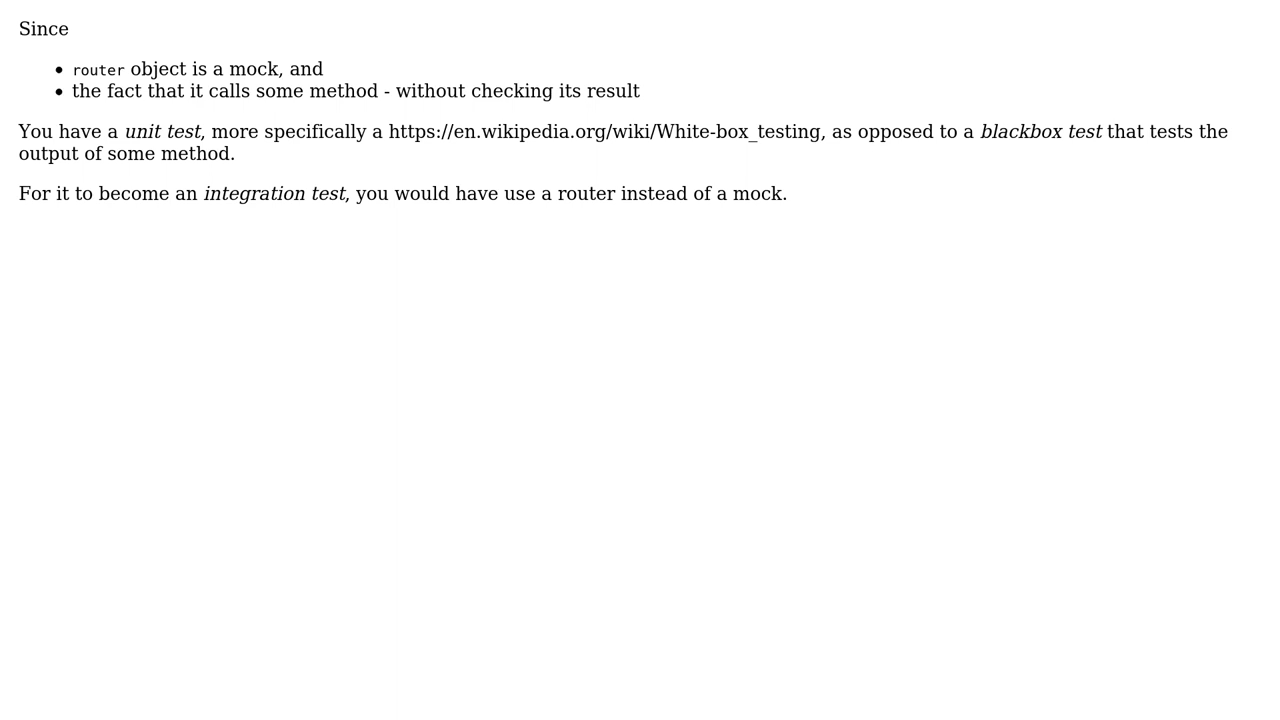 Since
• router object is a mock, and
• the fact that it calls some method - without checking its result
You have a unit test, more specifically a https://en.wikipedia.org/wiki/White-box_testing, as opposed to a blackbox test that tests the
output of some method.
For it to become an integration test, you would have use a router instead of a mock.